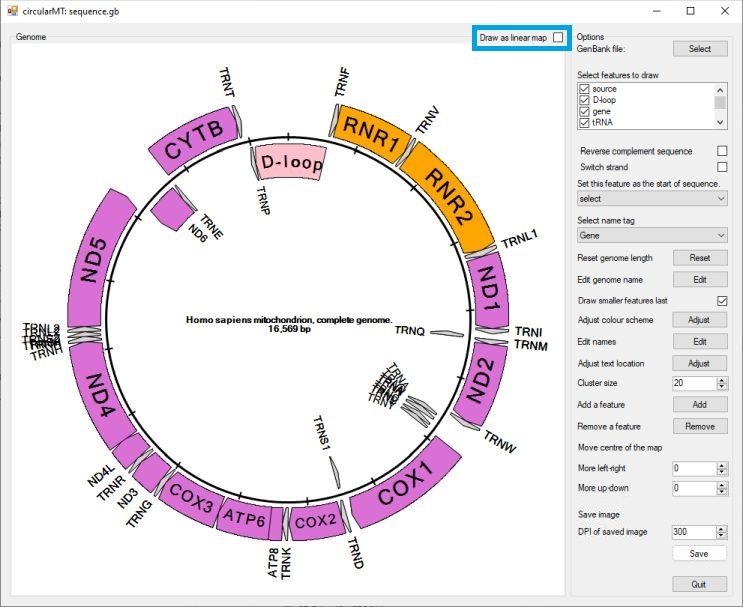 circularMT: sequence.gb
Genome
Draw as linear map
Options
GenBank file:
Select
Select features to draw
source
D-loop
gene
tRNA
Reverse complement sequence
Switch strand
Set this feature as the start of sequence.
select
Select name tag
Gene
Reset genome length
Reset
Edit genome name
Edit
Draw smaller features last
Adjust colour scheme
Adjust
Edit names
Edit
Adjust text location
Adjust
Cluster size
20
Add a feature
Add
Remove a feature
Remove
Move centre of the map
More left-right
0
More up-down
0
Save image
DPI of saved image
300
Save
Quit
TRNF
RNR1
TRNV
RNR2
TRNL1
ND1
TRNI
TRNM
TRNQ
ND2
TRNW
COX1
TRNS1
TRND
COX2
TRNK
ATP8
ATP6
COX3
TRNG
ND3
TRNR
ND4L
ND4
TRNH
TRNL2
ND5
ND6
TRNE
CYTB
TRNT
TRNP
D-loop
Homo sapiens mitochondrion, complete genome.
16,569 bp